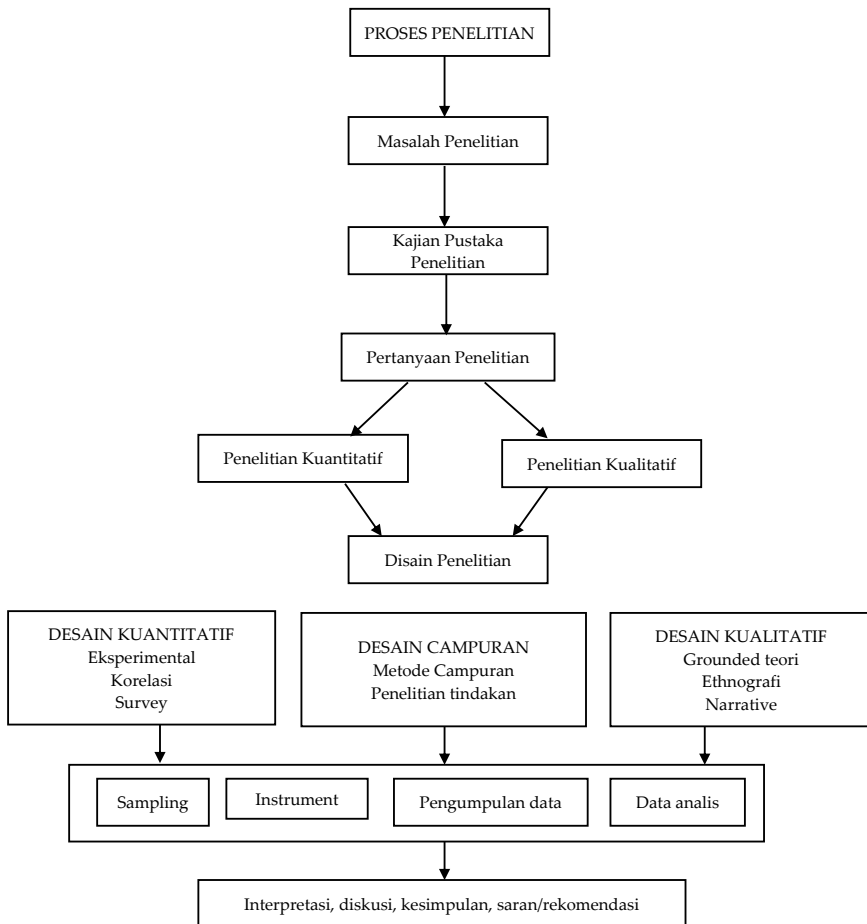 PROSES PENELITIAN
Masalah Penelitian
Kajian Pustaka
Penelitian
Pertanyaan Penelitian
Penelitian Kuantitatif
Penelitian Kualitatif
Disain Penelitian
DESAIN KUANTITATIF
Eksperimental
Korelasi
Survey
DESAIN CAMPURAN
Metode Campuran
Penelitian tindakan
DESAIN KUALITATIF
Grounded teori
Ethnografi
Narrative
Sampling
Instrument
Pengumpulan data
Data analis
Interpretasi, diskusi, kesimpulan, saran/rekomendasi